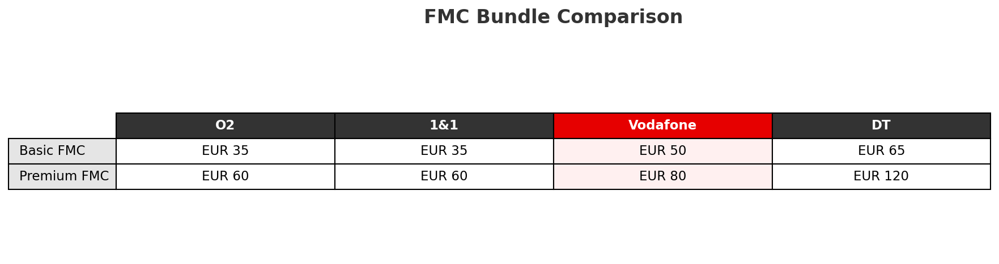 FMC Bundle Comparison
O2 1&1 Vodafone DT
Basic FMC EUR 35 EUR 35 EUR 50 EUR 65
Premium FMC EUR 60 EUR 60 EUR 80 EUR 120